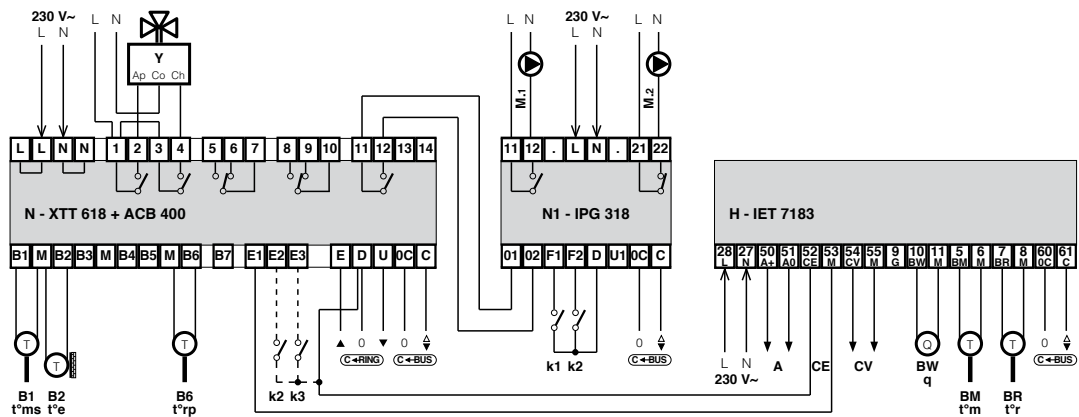 230 V~ L N 230 V~ L N
L N L N L N
Y
Ap Co Ch
M.1 M.2
L L N N 1 2 3 4 5 6 7 8 9 10 11 12 13 14
11 12 . L N . 21 22
N - XTT 618 + ACB 400
N1 - IPG 318
H - IET 7183
B1 M B2 B3 M B4 B5 M B6 B7 E1 E2 E3 E D U 0C C
01 02 F1 F2 D U1 0C C
28 27 50 51 52 53 54 55 9 10 11 5 6 7 8 60 61
L N A+ A0 CE M CV M G BW M BM M BR M 0C C
T T T Q T T
▲ 0 ▼ 0 △▼
C◄RING C◄BUS
k2 k3
k1 k2
0 △▼
C◄BUS
L N
230 V~
A CE CV
0 △▼
C◄BUS
B1 B2 B6
t°ms t°e t°rp
BW BM BR
q t°m t°r